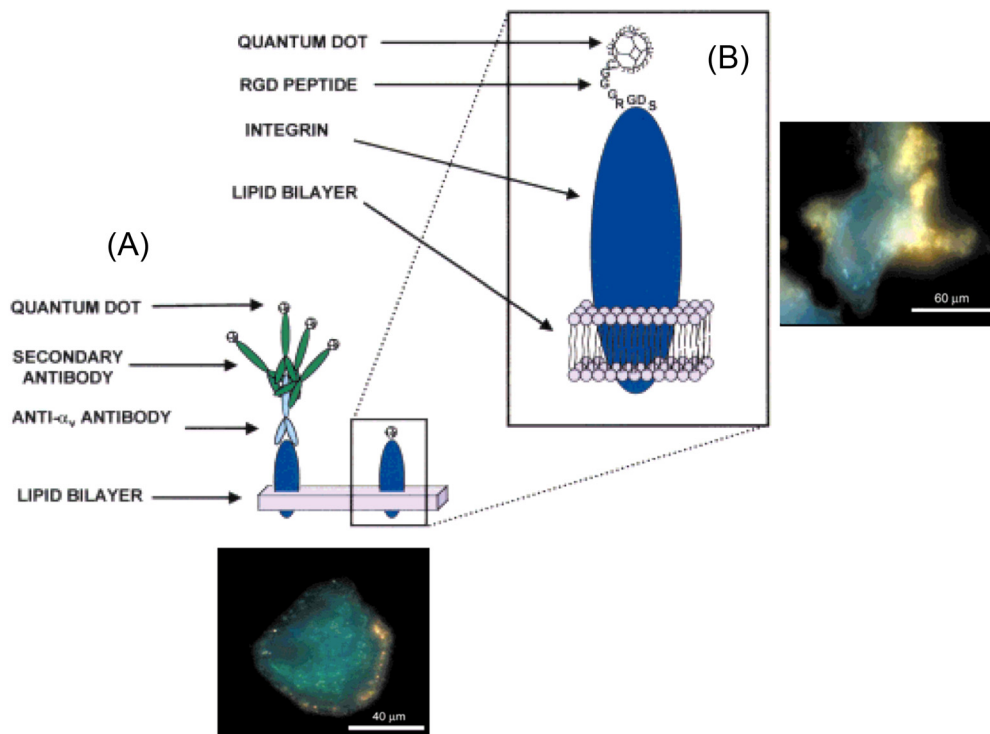 QUANTUM DOT
(B)
RGD PEPTIDE
G
R GD S
INTEGRIN
LIPID BILAYER
60 μm
(A)
QUANTUM DOT
SECONDARY
ANTIBODY
ANTI-αᵥ ANTIBODY
LIPID BILAYER
40 μm